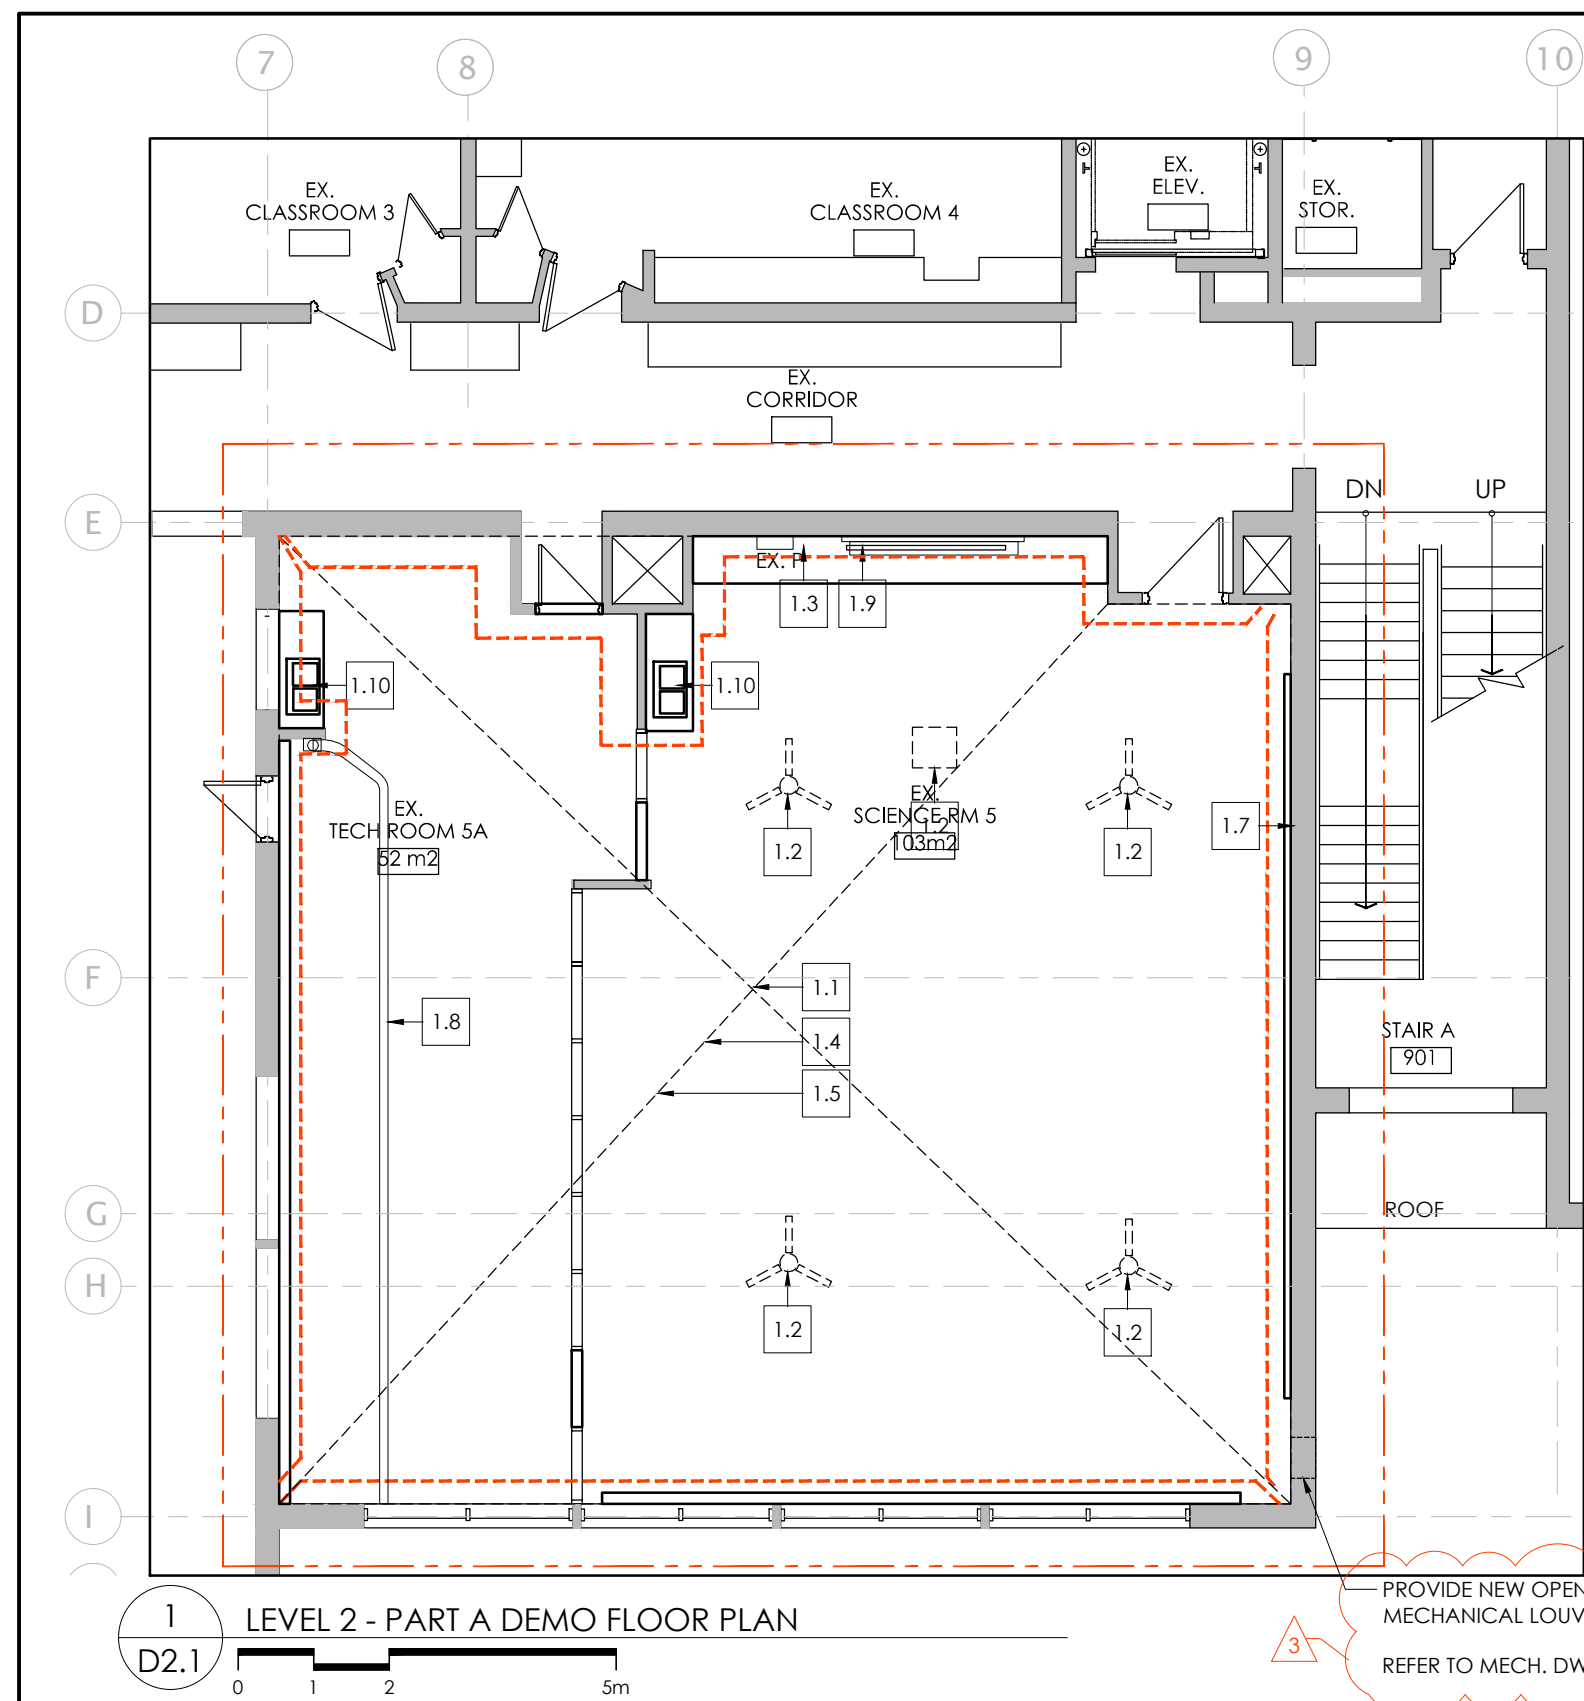 7
8
9
10
EX.
CLASSROOM 3
EX.
CLASSROOM 4
EX.
ELEV.
EX.
STOR.
D
EX.
CORRIDOR
E
DN
UP
EX. P
1.3
1.9
1.10
1.10
EX.
TECH ROOM 5A
52 m2
EX.
SCIENCE RM 5
1.2
103m2
1.2
1.2
1.7
F
1.1
1.8
1.4
1.5
STAIR A
901
G
ROOF
H
1.2
1.2
I
1
D2.1
LEVEL 2 - PART A DEMO FLOOR PLAN
0 1 2 5m
3
PROVIDE NEW OPEN
MECHANICAL LOUV
REFER TO MECH. DW